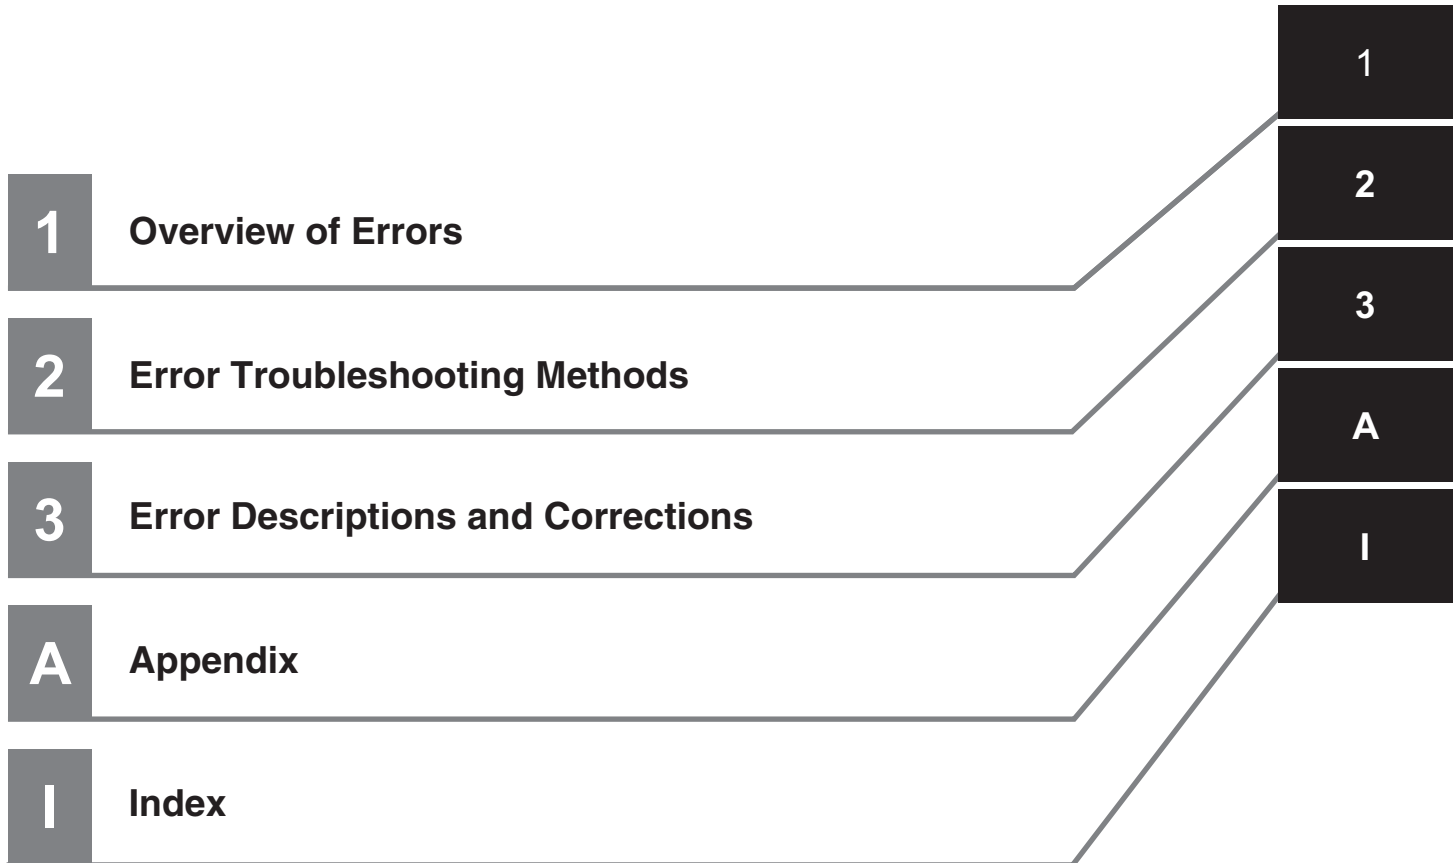 1 Overview of Errors
2 Error Troubleshooting Methods
3 Error Descriptions and Corrections
A Appendix
I Index
1
2
3
A
I